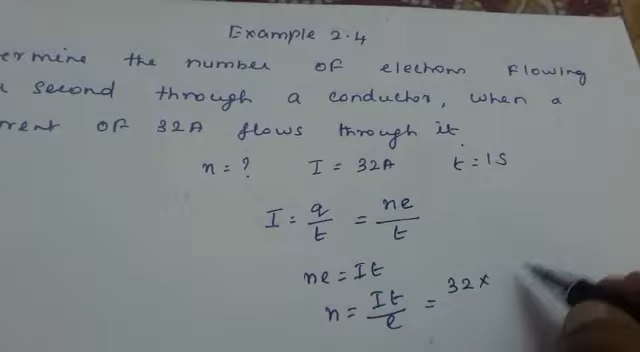 Example 2.4
ermine the number of electrons flowing
second through a conductor, when a
rent of 32A flows through it.
n = ? I = 32A t = 1S
I = q/t = ne/t
ne = It
n = It/e = 32 ×